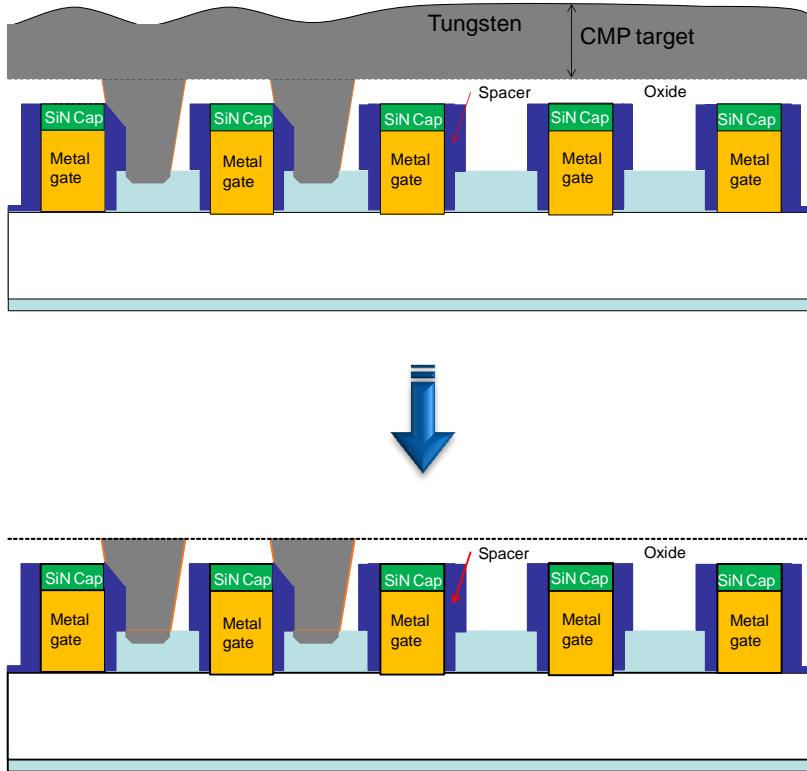 Tungsten
CMP target
Spacer
Oxide
SiN Cap
SiN Cap
SiN Cap
SiN Cap
SiN Cap
Metal
gate
Metal
gate
Metal
gate
Metal
gate
Metal
gate
Spacer
Oxide
SiN Cap
SiN Cap
SiN Cap
SiN Cap
SiN Cap
Metal
gate
Metal
gate
Metal
gate
Metal
gate
Metal
gate